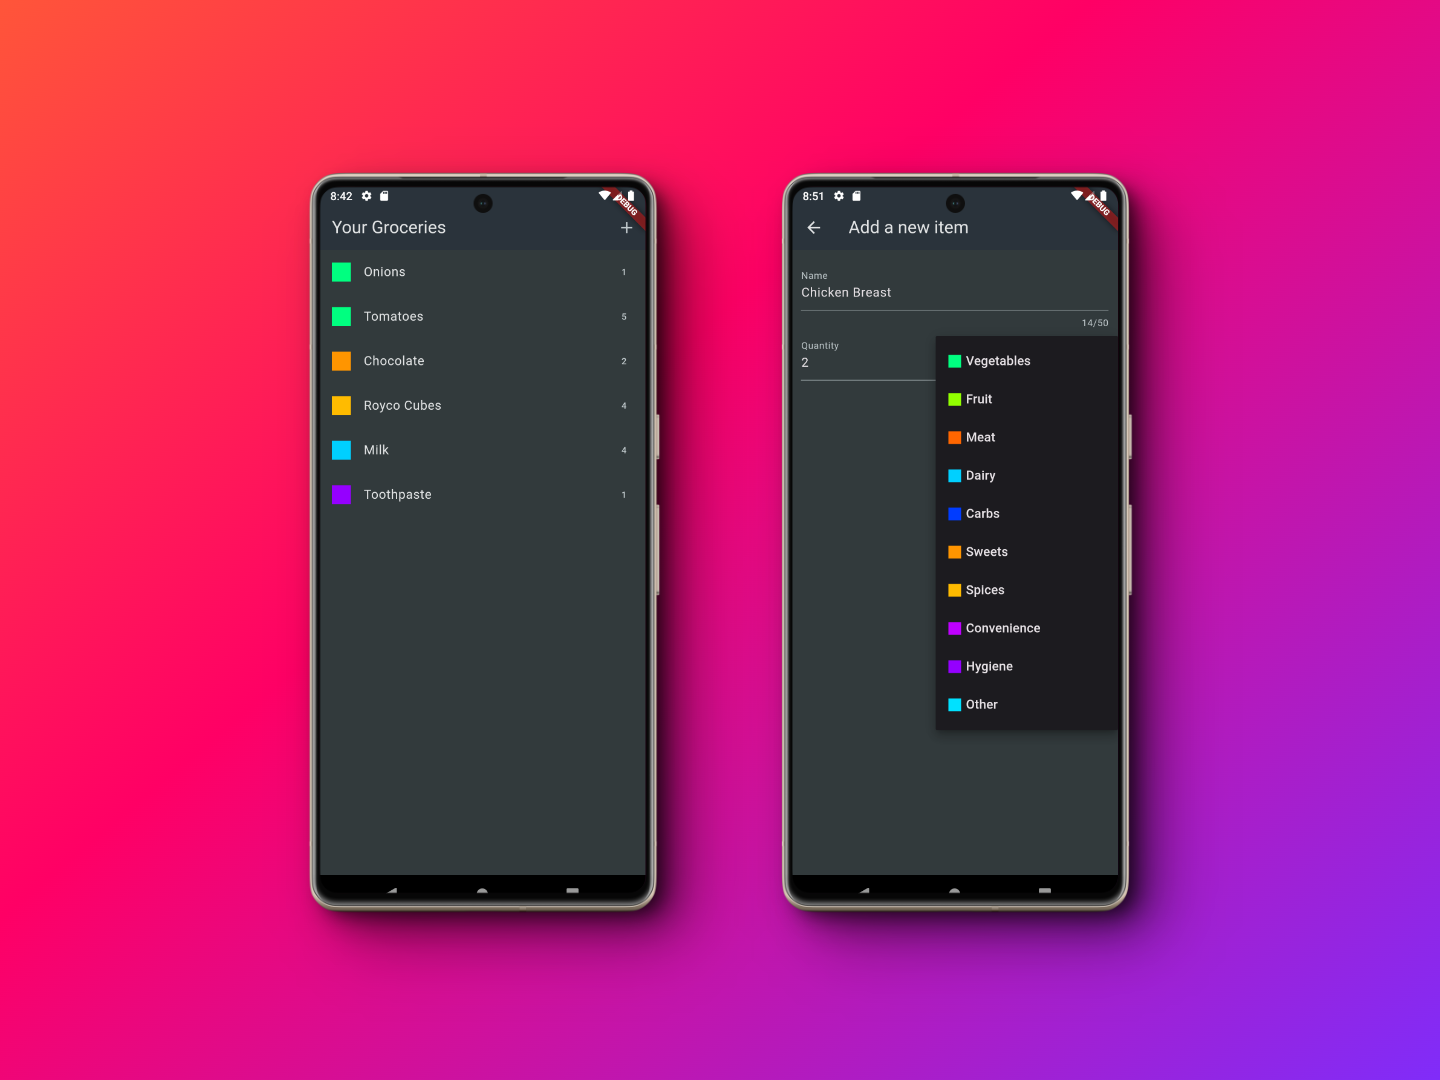 8:42
DEBUG
Your Groceries
Onions 1
Tomatoes 5
Chocolate 2
Royco Cubes 4
Milk 4
Toothpaste 1
8:51
DEBUG
Add a new item
Name
Chicken Breast
14/50
Quantity
2
Vegetables
Fruit
Meat
Dairy
Carbs
Sweets
Spices
Convenience
Hygiene
Other